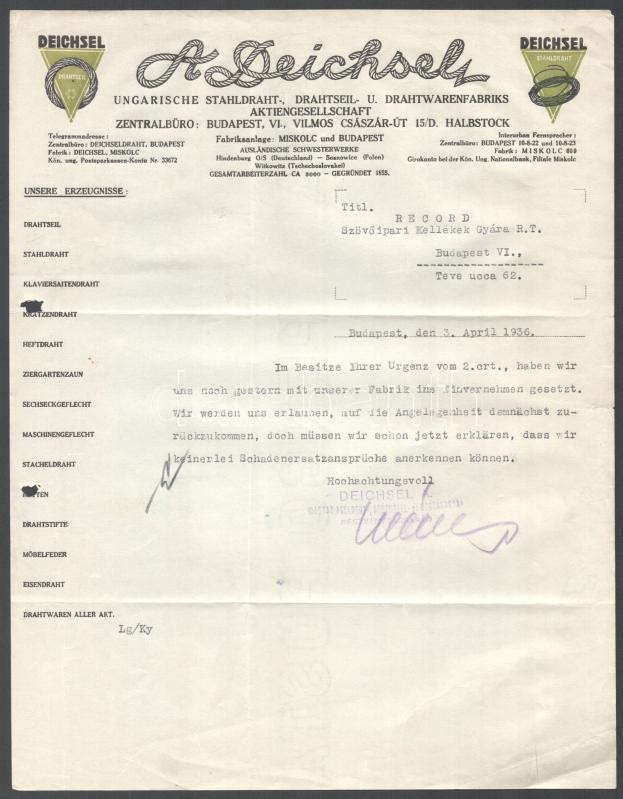 DEICHSEL
DRAHTSEIL
A Deichsel
DEICHSEL
STAHLDRAHT
UNGARISCHE STAHLDRAHT-, DRAHTSEIL- U. DRAHTWARENFABRIKS
AKTIENGESELLSCHAFT
ZENTRALBÜRO: BUDAPEST, VI., VILMOS CSÁSZÁR-ÚT 15/D. HALBSTOCK
Telegrammadresse:
Zentralbüro: DEICHSELDRAHT, BUDAPEST
Fabrik: DEICHSEL, MISKOLC
Kön. ung. Postsparkassen-Konto Nr. 33672
Fabriksanlage: MISKOLC und BUDAPEST
AUSLÄNDISCHE SCHWESTERWERKE
Hindenburg O/S (Deutschland) — Sosnowice (Polen)
Witkowitz (Tschechoslovakei)
GESAMTARBEITERZAHL CA 3000 - GEGRÜNDET 1855.
Interurban Fernsprecher:
Zentralbüro: BUDAPEST 10-8-22 und 10-8-23
Fabrik: MISKOLC 609
Girokonto bei der Kön. Ung. Nationalbank, Filiale Miskolc
UNSERE ERZEUGNISSE:
Titl.
RECORD
Szövőipari Kellékek Gyára R.T.
Budapest VI.,
Teve ucca 62.
Budapest, den 3. April 1936.
DRAHTSEIL
STAHLDRAHT
KLAVIERSAITENDRAHT
KRATZENDRAHT
HEFTDRAHT
ZIERGARTENZAUN
SECHSECKGEFLECHT
MASCHINENGEFLECHT
STACHELDRAHT
TEN
DRAHTSTIFTE
MÖBELFEDER
EISENDRAHT
DRAHTWAREN ALLER ART.
Im Besitze Ihrer Urgenz vom 2.crt., haben wir
uns noch gestern mit unserer Fabrik ins Einvernehmen gesetzt.
Wir werden uns erlauben, auf die Angelegenheit demnächst zu-
rückzukommen, doch müssen wir schon jetzt erklären, dass wir
keinerlei Schadenersatzansprüche anerkennen können.
Hochachtungsvoll
DEICHSEL A.
Lg/Ky